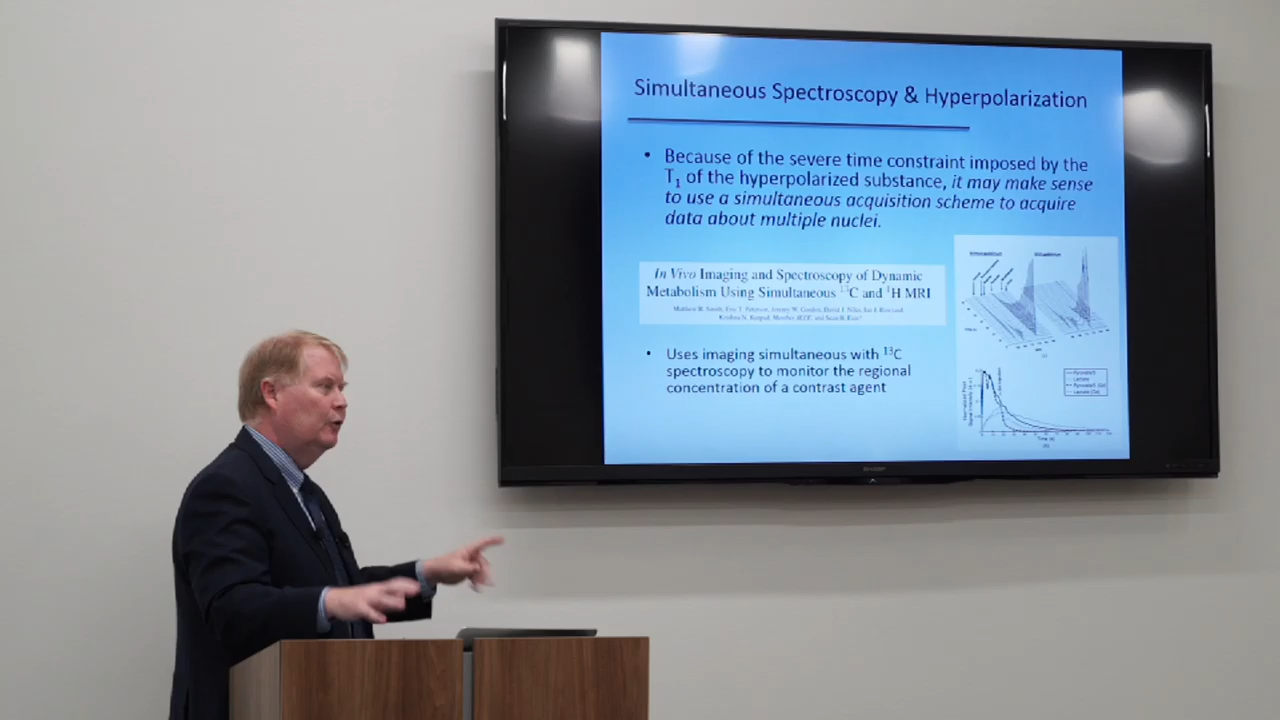 Simultaneous Spectroscopy & Hyperpolarization
• Because of the severe time constraint imposed by the
T1 of the hyperpolarized substance, it may make sense
to use a simultaneous acquisition scheme to acquire
data about multiple nuclei.
In Vivo Imaging and Spectroscopy of Dynamic
Metabolism Using Simultaneous 13C and 1H MRI
• Uses imaging simultaneous with 13C
spectroscopy to monitor the regional
concentration of a contrast agent
Time
SHARP